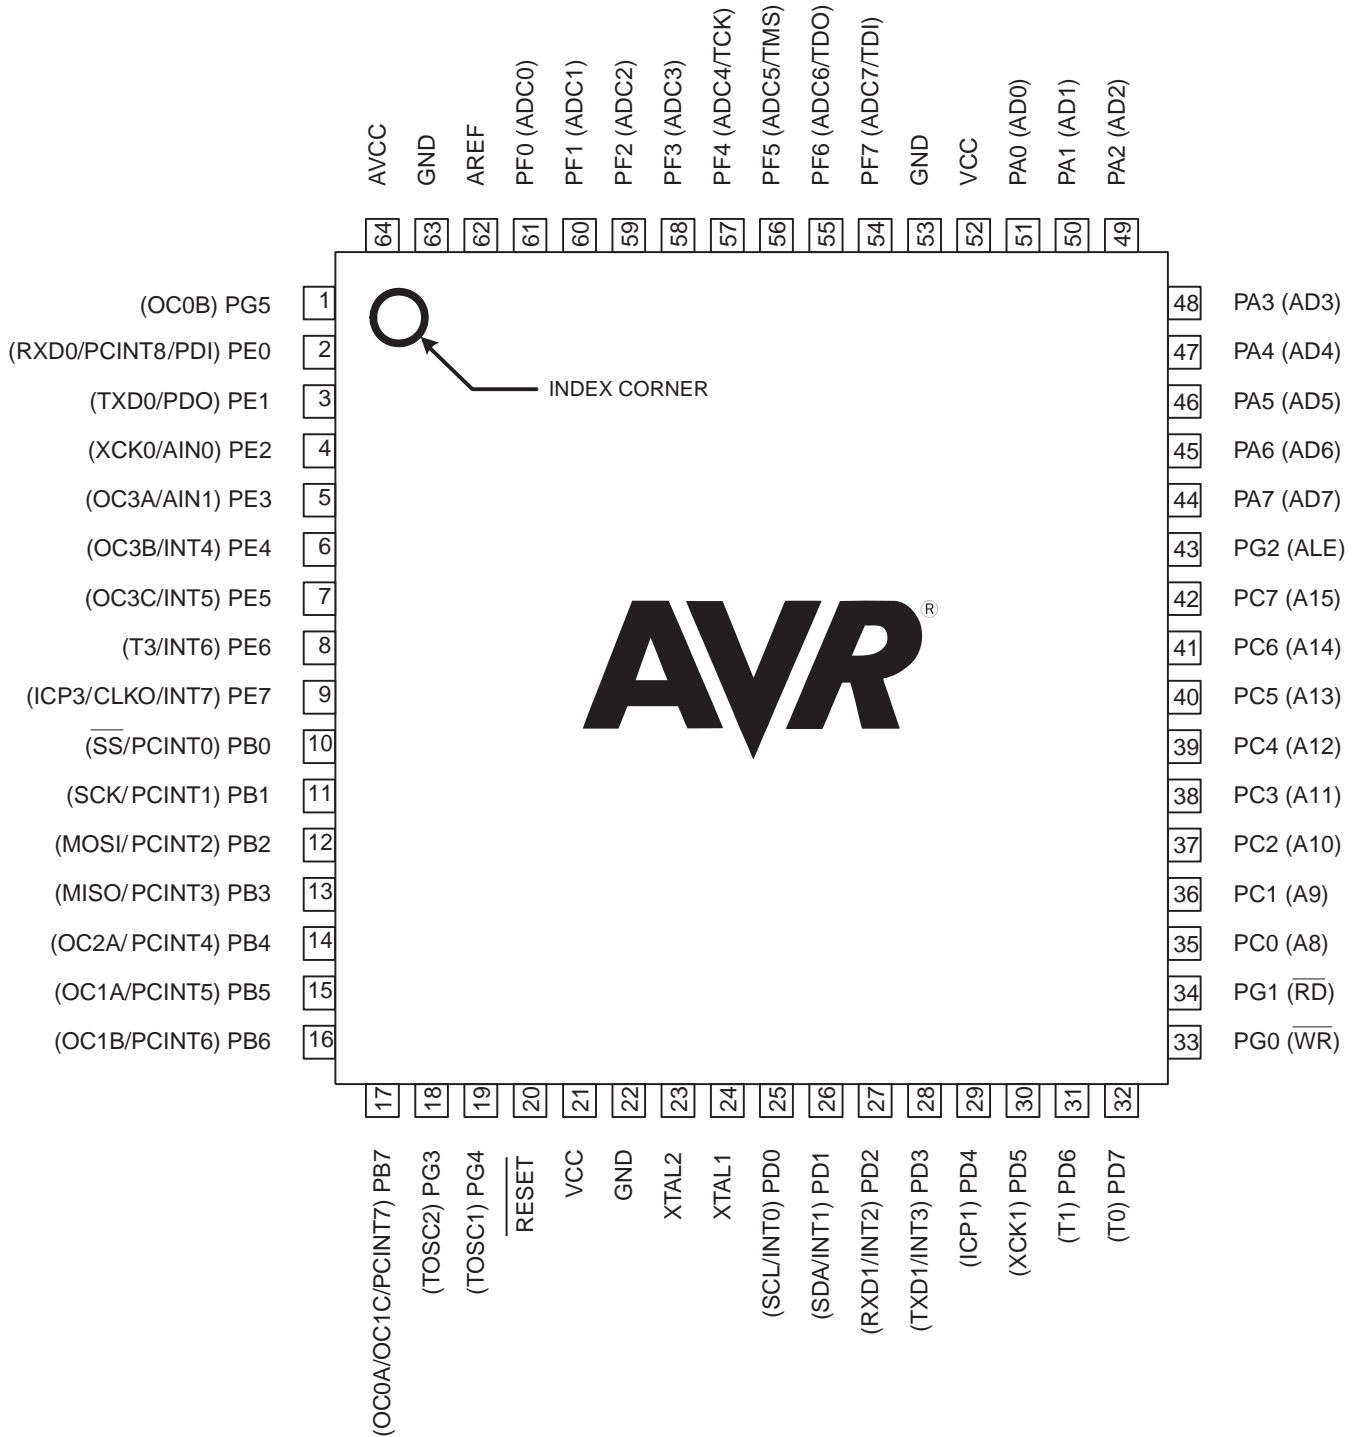 AVCC
GND
AREF
PF0 (ADC0)
PF1 (ADC1)
PF2 (ADC2)
PF3 (ADC3)
PF4 (ADC4/TCK)
PF5 (ADC5/TMS)
PF6 (ADC6/TDO)
PF7 (ADC7/TDI)
GND
VCC
PA0 (AD0)
PA1 (AD1)
PA2 (AD2)
64
63
62
61
60
59
58
57
56
55
54
53
52
51
50
49
(OC0B) PG5 1
(RXD0/PCINT8/PDI) PE0 2
(TXD0/PDO) PE1 3
(XCK0/AIN0) PE2 4
(OC3A/AIN1) PE3 5
(OC3B/INT4) PE4 6
(OC3C/INT5) PE5 7
(T3/INT6) PE6 8
(ICP3/CLKO/INT7) PE7 9
(SS/PCINT0) PB0 10
(SCK/PCINT1) PB1 11
(MOSI/PCINT2) PB2 12
(MISO/PCINT3) PB3 13
(OC2A/PCINT4) PB4 14
(OC1A/PCINT5) PB5 15
(OC1B/PCINT6) PB6 16
INDEX CORNER
AVR®
48 PA3 (AD3)
47 PA4 (AD4)
46 PA5 (AD5)
45 PA6 (AD6)
44 PA7 (AD7)
43 PG2 (ALE)
42 PC7 (A15)
41 PC6 (A14)
40 PC5 (A13)
39 PC4 (A12)
38 PC3 (A11)
37 PC2 (A10)
36 PC1 (A9)
35 PC0 (A8)
34 PG1 (RD)
33 PG0 (WR)
17
18
19
20
21
22
23
24
25
26
27
28
29
30
31
32
(OC0A/OC1C/PCINT7) PB7
(TOSC2) PG3
(TOSC1) PG4
RESET
VCC
GND
XTAL2
XTAL1
(SCL/INT0) PD0
(SDA/INT1) PD1
(RXD1/INT2) PD2
(TXD1/INT3) PD3
(ICP1) PD4
(XCK1) PD5
(T1) PD6
(T0) PD7